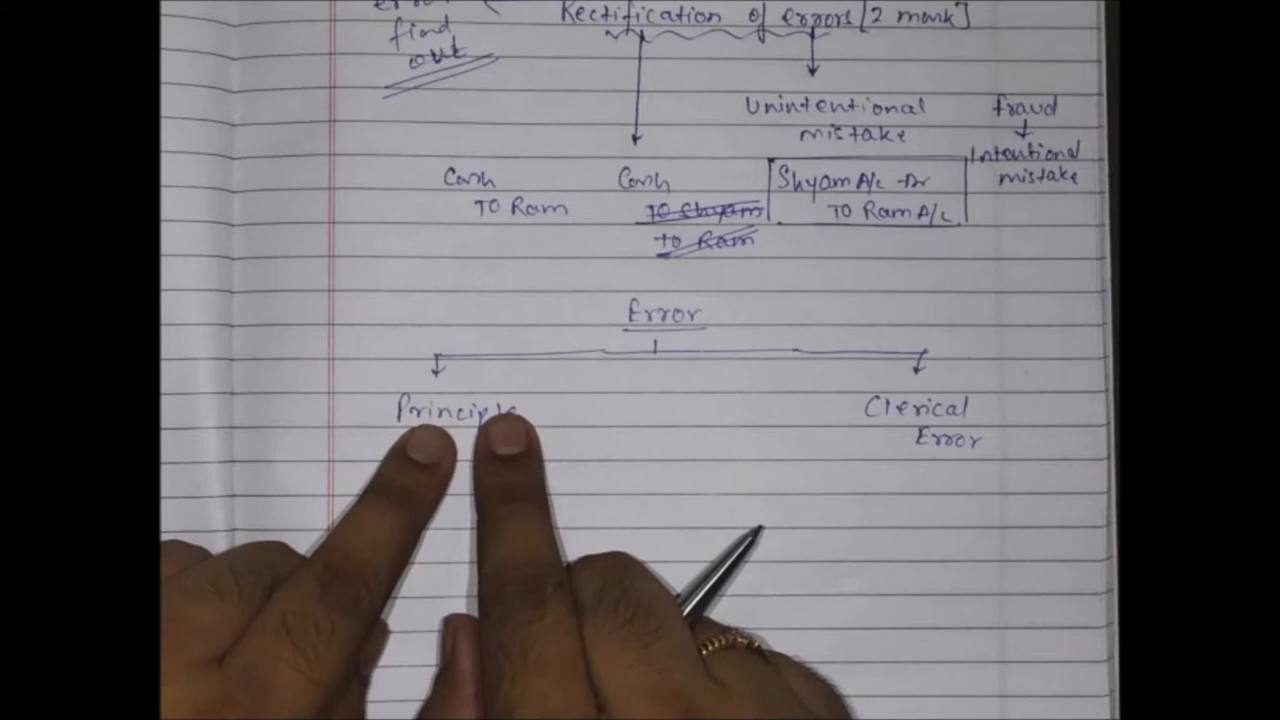 find
out
Rectification of errors [2 mark]
Unintentional
mistake
fraud
Intentional
mistake
Cash
TO Ram
Cash
TO Shyam
to Ram
Shyam A/c -Dr
TO Ram A/c
Error
Principle
Clerical
Error